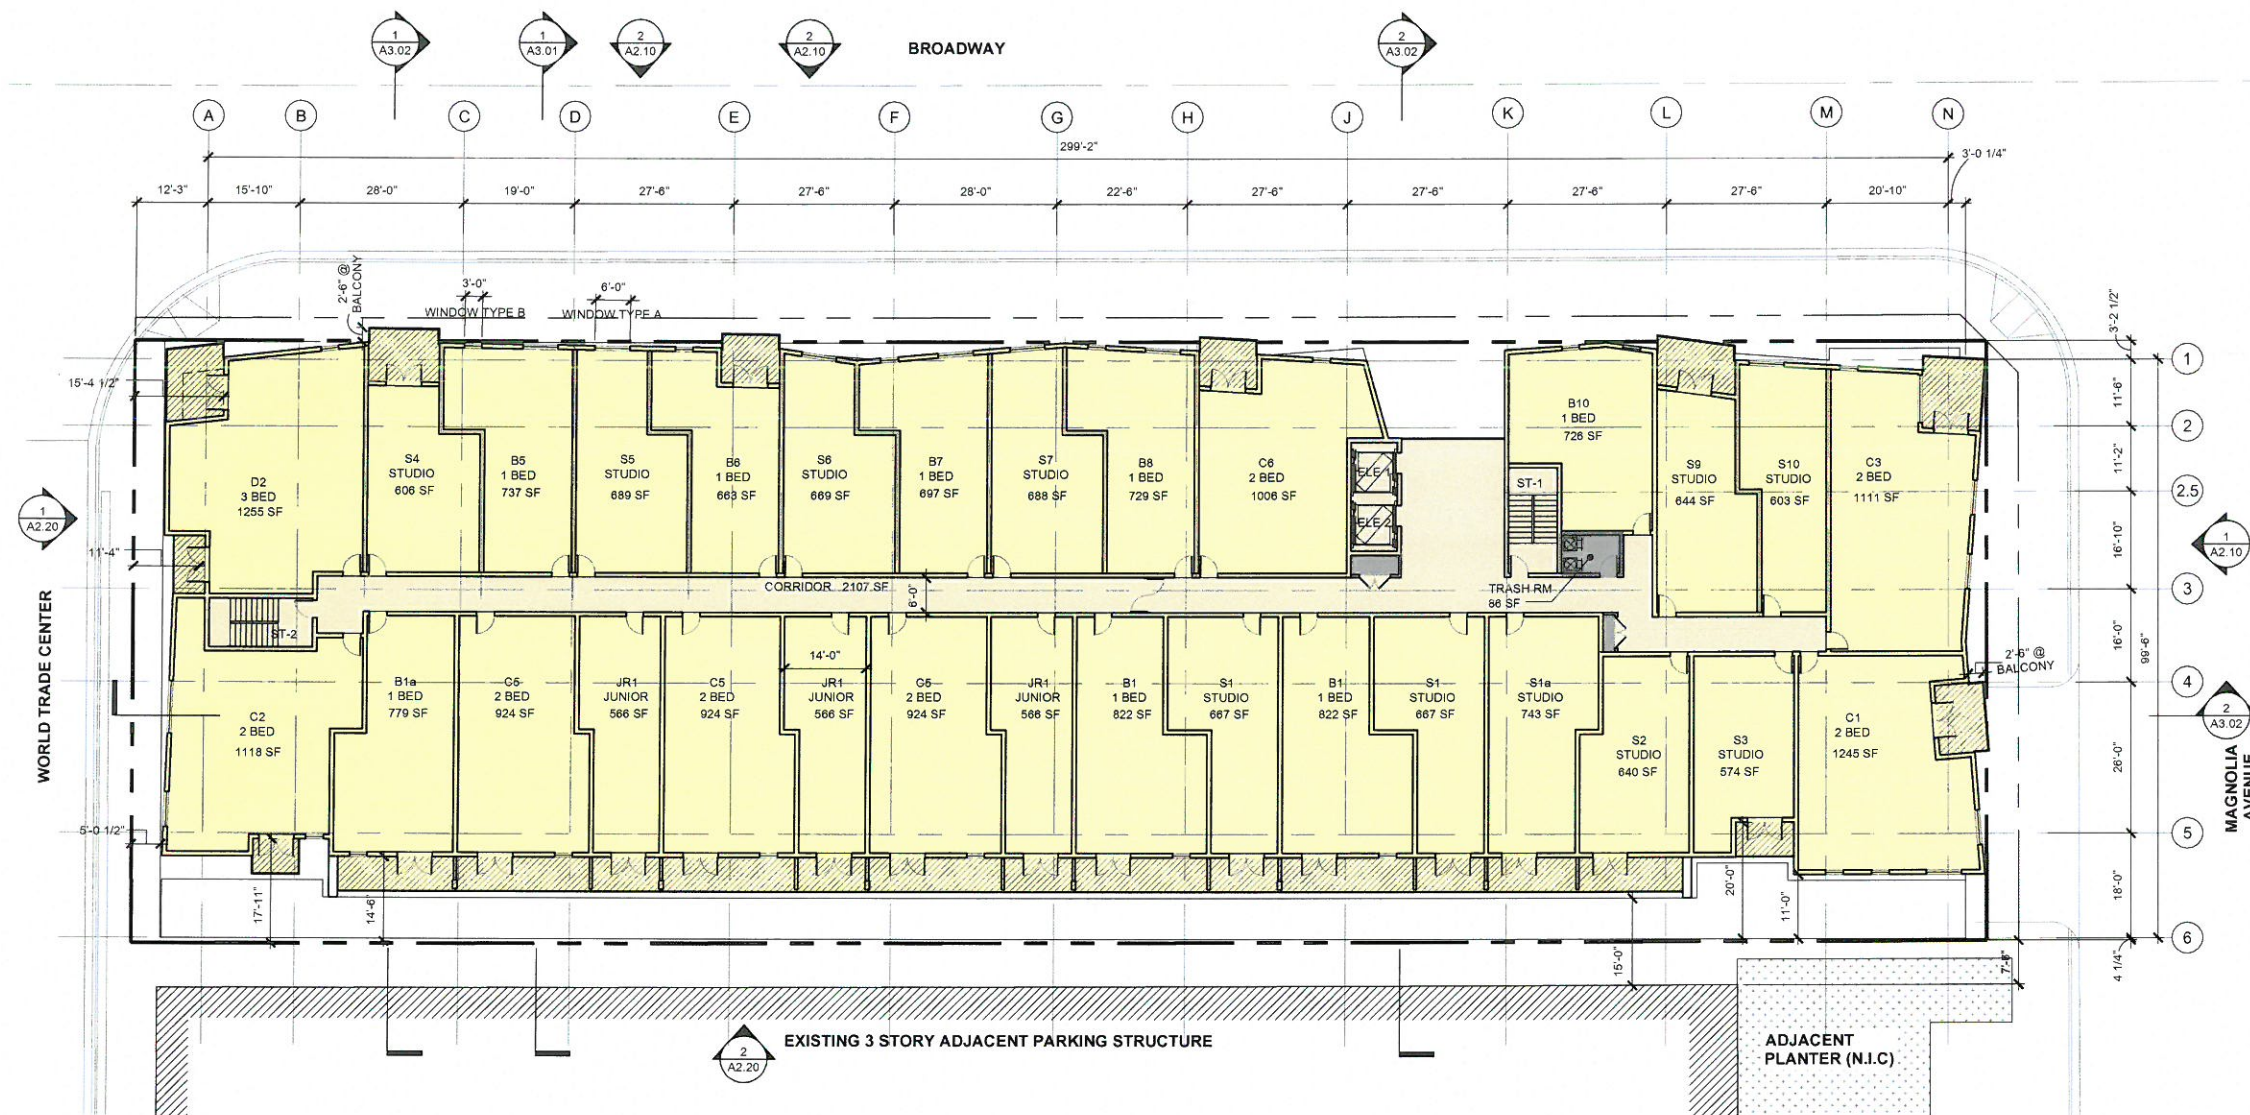 1
A3.02
1
A3.01
2
A2.10
2
A2.10
BROADWAY
2
A3.02
A B C D E F G H J K L M N
299'-2"
3'-0 1/4"
12'-3" 15'-10" 28'-0" 19'-0" 27'-6" 27'-6" 28'-0" 22'-6" 27'-6" 27'-6" 27'-6" 27'-6" 20'-10"
2'-6" @
BALCONY
3'-0"
6'-0"
WINDOW TYPE B
WINDOW TYPE A
3'-2 1/2"
15'-4 1/2"
11'-4"
5'-0 1/2"
1
A2.20
WORLD TRADE CENTER
D2
3 BED
1255 SF
S4
STUDIO
606 SF
B5
1 BED
737 SF
S5
STUDIO
689 SF
B6
1 BED
663 SF
S6
STUDIO
669 SF
B7
1 BED
697 SF
S7
STUDIO
688 SF
B8
1 BED
729 SF
C6
2 BED
1006 SF
ELE 1
ELE 2
ST-1
B10
1 BED
726 SF
S9
STUDIO
644 SF
S10
STUDIO
603 SF
C3
2 BED
1111 SF
CORRIDOR 2107 SF
6'-0"
TRASH RM
86 SF
ST-2
C2
2 BED
1118 SF
B1a
1 BED
779 SF
C5
2 BED
924 SF
JR1
JUNIOR
566 SF
C5
2 BED
924 SF
14'-0"
JR1
JUNIOR
566 SF
C5
2 BED
924 SF
JR1
JUNIOR
566 SF
B1
1 BED
822 SF
S1
STUDIO
667 SF
B1
1 BED
822 SF
S1
STUDIO
667 SF
S1a
STUDIO
743 SF
S2
STUDIO
640 SF
S3
STUDIO
574 SF
C1
2 BED
1245 SF
2'-6" @
BALCONY
1
2
2.5
3
4
5
6
11'-6"
11'-2"
16'-10"
16'-0"
26'-0"
18'-0"
99'-6"
4 1/4"
7'-6"
1
A2.10
2
A3.02
MAGNOLIA
AVENUE
17'-11"
14'-6"
15'-0"
20'-0"
11'-0"
2
A2.20
EXISTING 3 STORY ADJACENT PARKING STRUCTURE
ADJACENT
PLANTER (N.I.C)